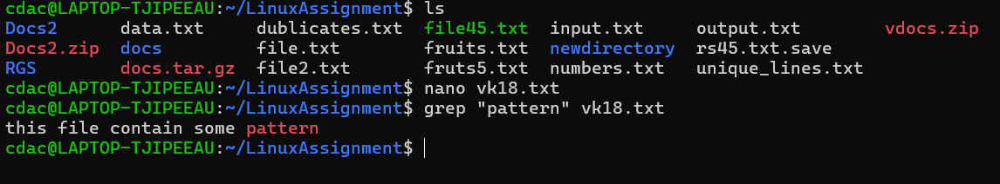 cdac@LAPTOP-TJIPEEAU:~/LinuxAssignment$ ls
Docs2 data.txt dublicates.txt file45.txt input.txt output.txt vdocs.zip
Docs2.zip docs file.txt fruits.txt newdirectory rs45.txt.save
RGS docs.tar.gz file2.txt fruts5.txt numbers.txt unique_lines.txt
cdac@LAPTOP-TJIPEEAU:~/LinuxAssignment$ nano vk18.txt
cdac@LAPTOP-TJIPEEAU:~/LinuxAssignment$ grep "pattern" vk18.txt
this file contain some pattern
cdac@LAPTOP-TJIPEEAU:~/LinuxAssignment$